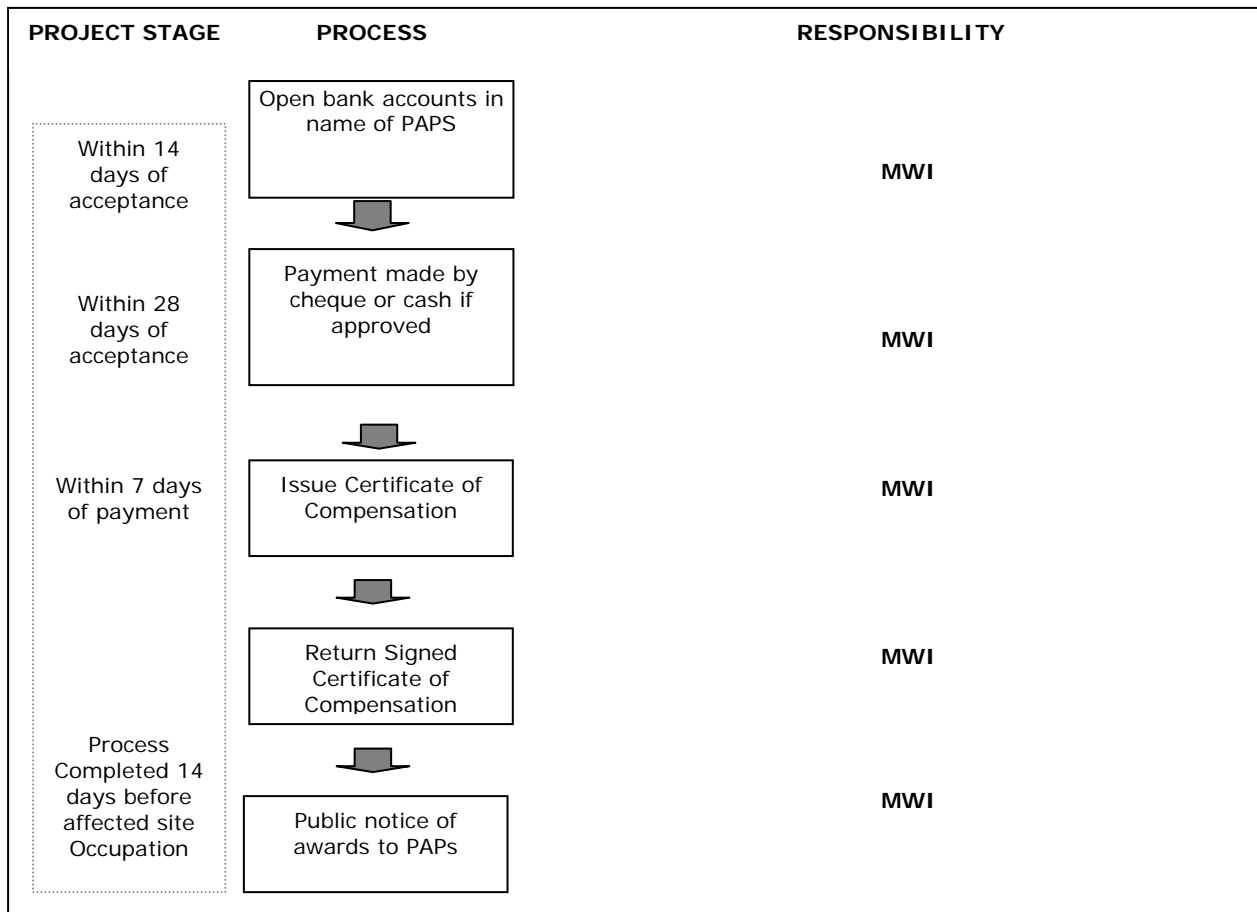 PROJECT STAGE PROCESS RESPONSIBILITY
Open bank accounts in
name of PAPS
Within 14
days of
acceptance
MWI
Payment made by
cheque or cash if
approved
Within 28
days of
acceptance
MWI
Within 7 days
of payment
Issue Certificate of
Compensation
MWI
Return Signed
Certificate of
Compensation
MWI
Process
Completed 14
days before
affected site
Occupation
Public notice of
awards to PAPs
MWI